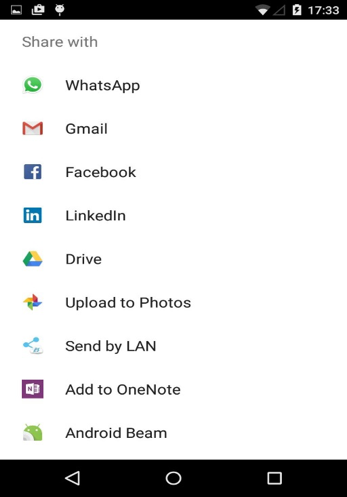 17:33
Share with
WhatsApp
Gmail
Facebook
LinkedIn
Drive
Upload to Photos
Send by LAN
Add to OneNote
Android Beam